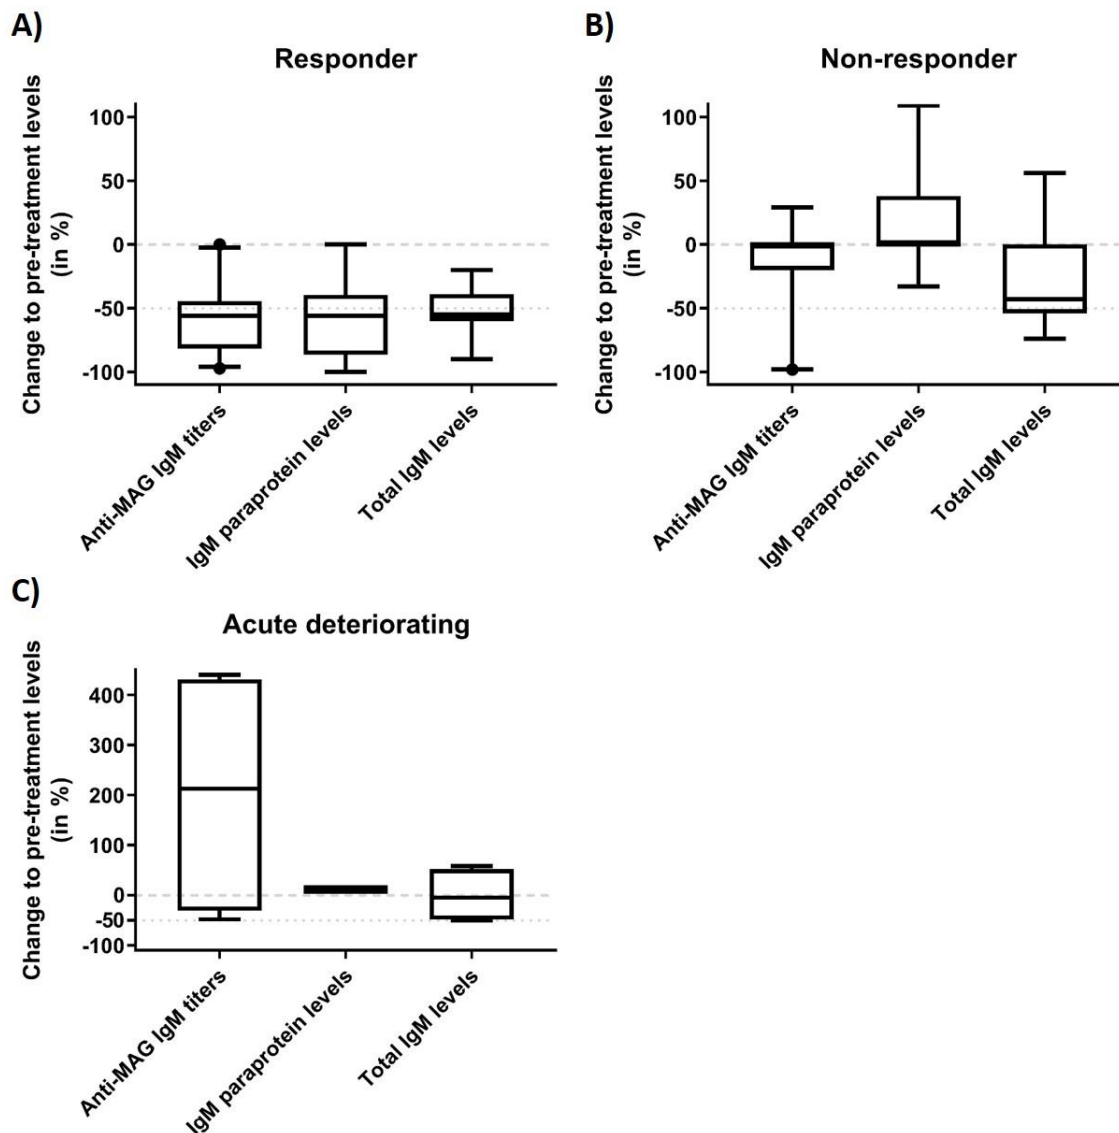 A)
Responder
Change to pre-treatment levels
(in %)
100
50
0
-50
-100
Anti-MAG IgM titers
IgM paraprotein levels
Total IgM levels
B)
Non-responder
Change to pre-treatment levels
(in %)
100
50
0
-50
-100
Anti-MAG IgM titers
IgM paraprotein levels
Total IgM levels
C)
Acute deteriorating
Change to pre-treatment levels
(in %)
400
300
200
100
0
-50
-100
Anti-MAG IgM titers
IgM paraprotein levels
Total IgM levels